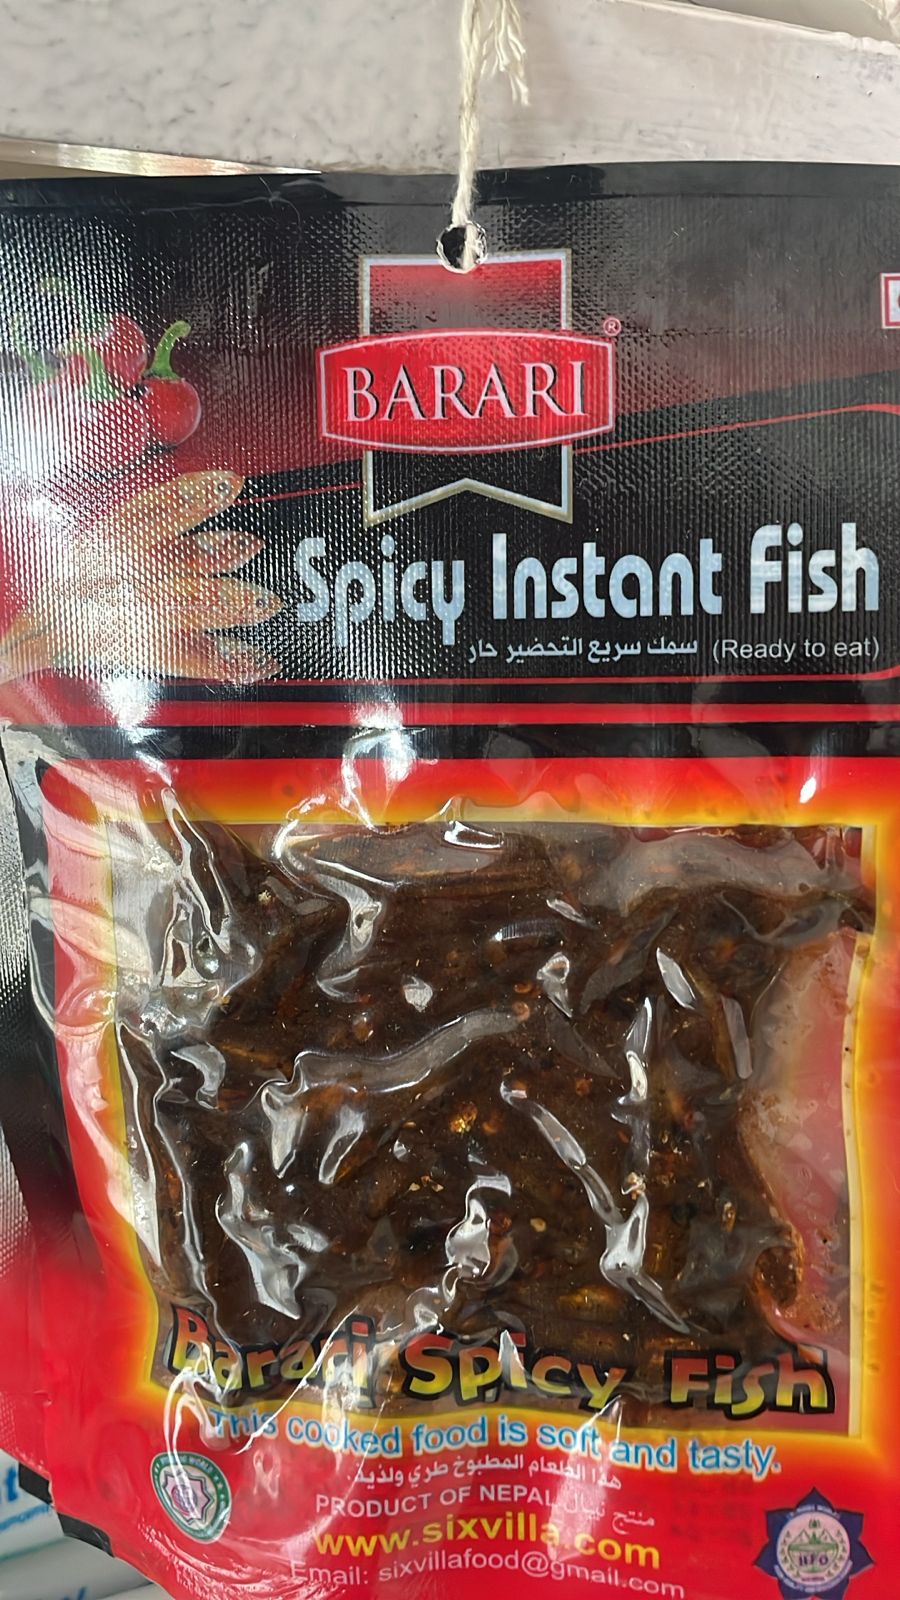 BARARI ®
Spicy Instant Fish
سمك سريع التحضير حار (Ready to eat)
Barari Spicy Fish
This cooked food is soft and tasty.
هذا الطعام المطبوخ طري ولذيذ.
PRODUCT OF NEPAL منتج نيبال
www.sixvilla.com
Email: sixvillafood@gmail.com